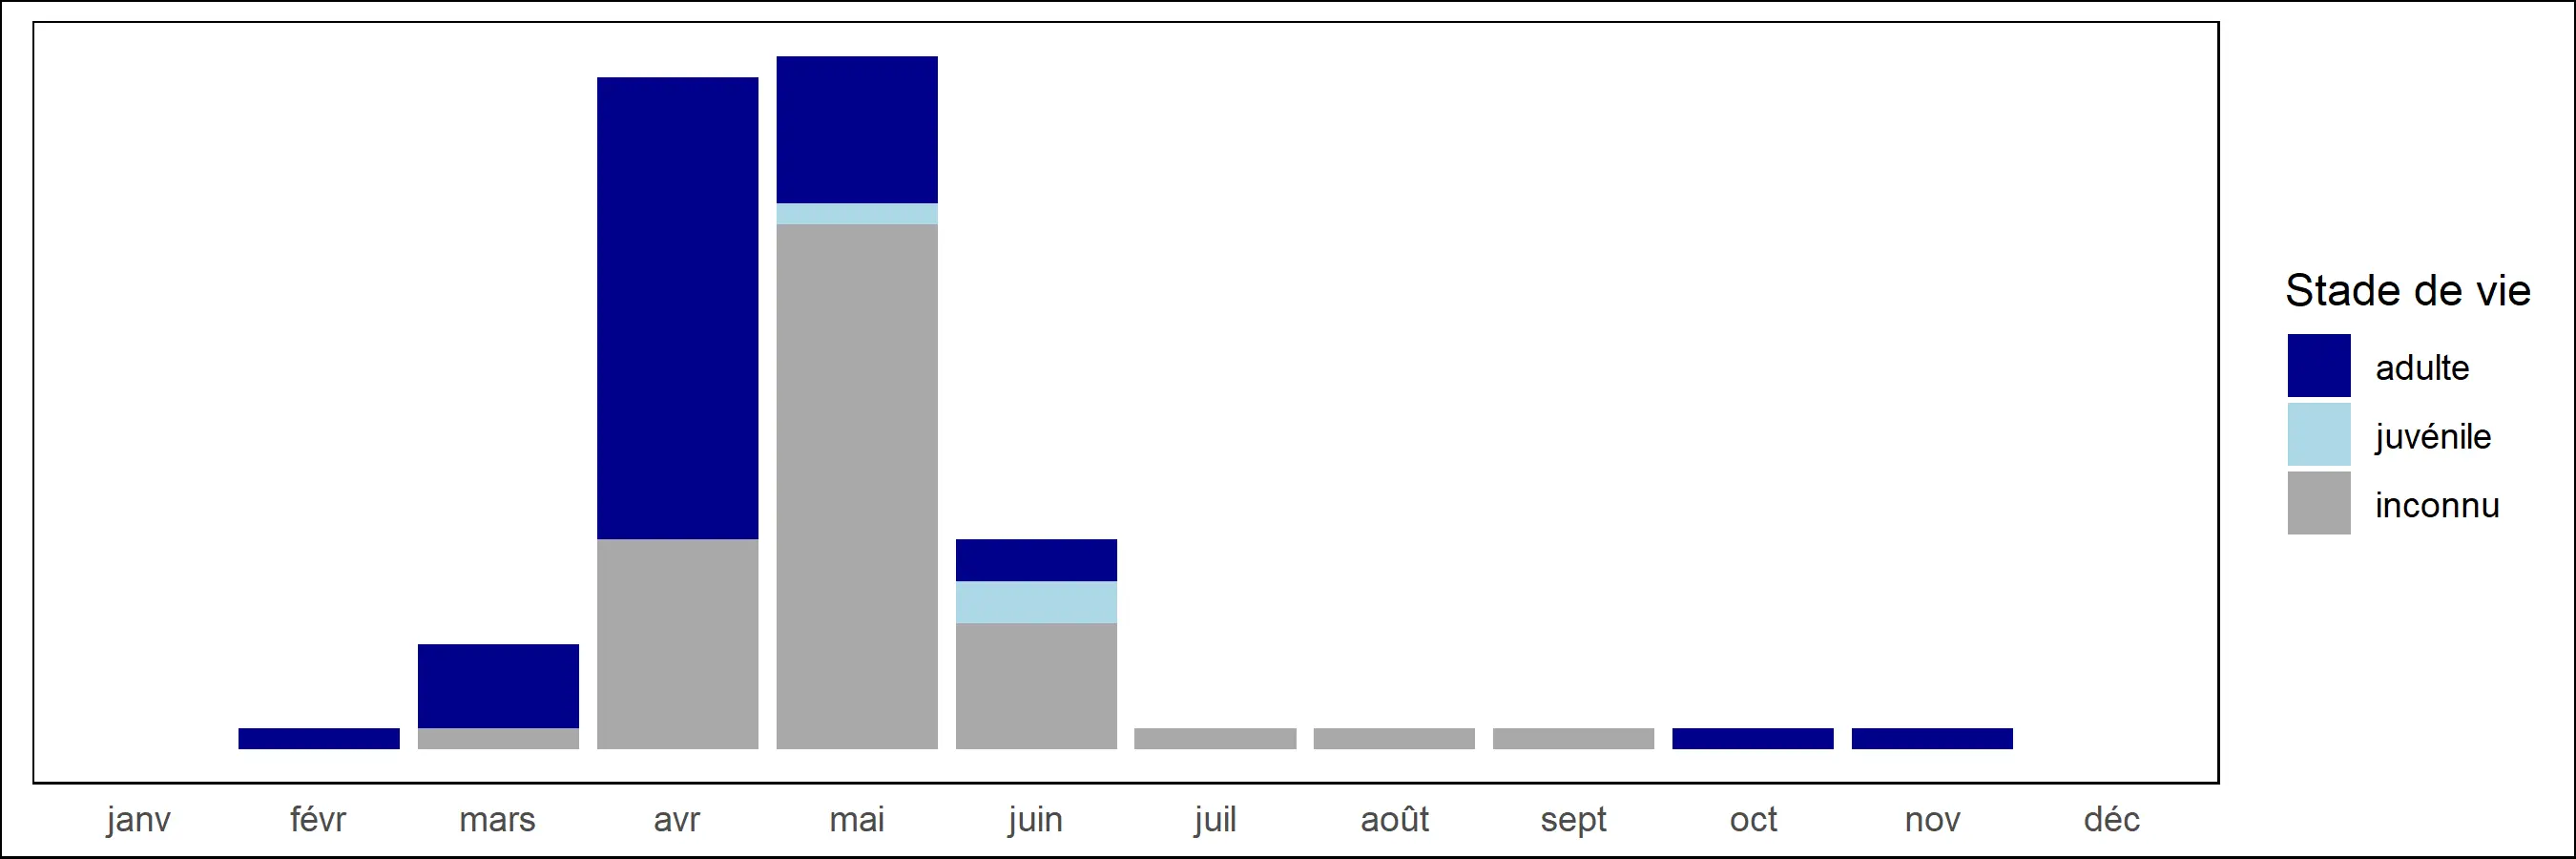 Stade de vie
adulte
juvénile
inconnu
janv févr mars avr mai juin juil août sept oct nov déc